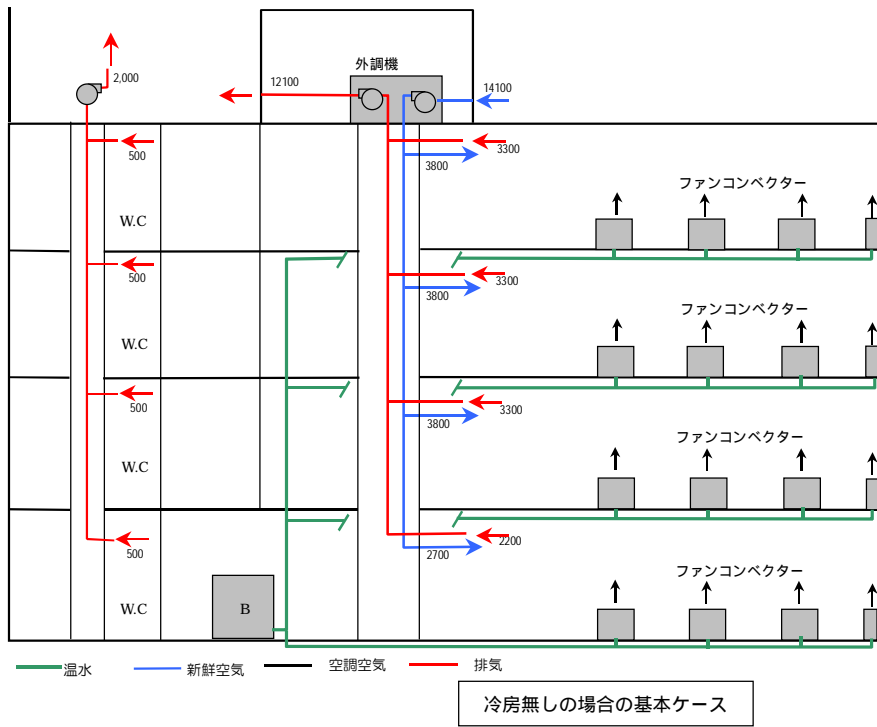 外調機
2,000
12100
14100
500
3300
3800
ファンコンベクター
W.C
500
3300
3800
ファンコンベクター
W.C
500
3300
3800
ファンコンベクター
W.C
500
2200
2700
ファンコンベクター
W.C
B
温水
新鮮空気
空調空気
排気
冷房無しの場合の基本ケース